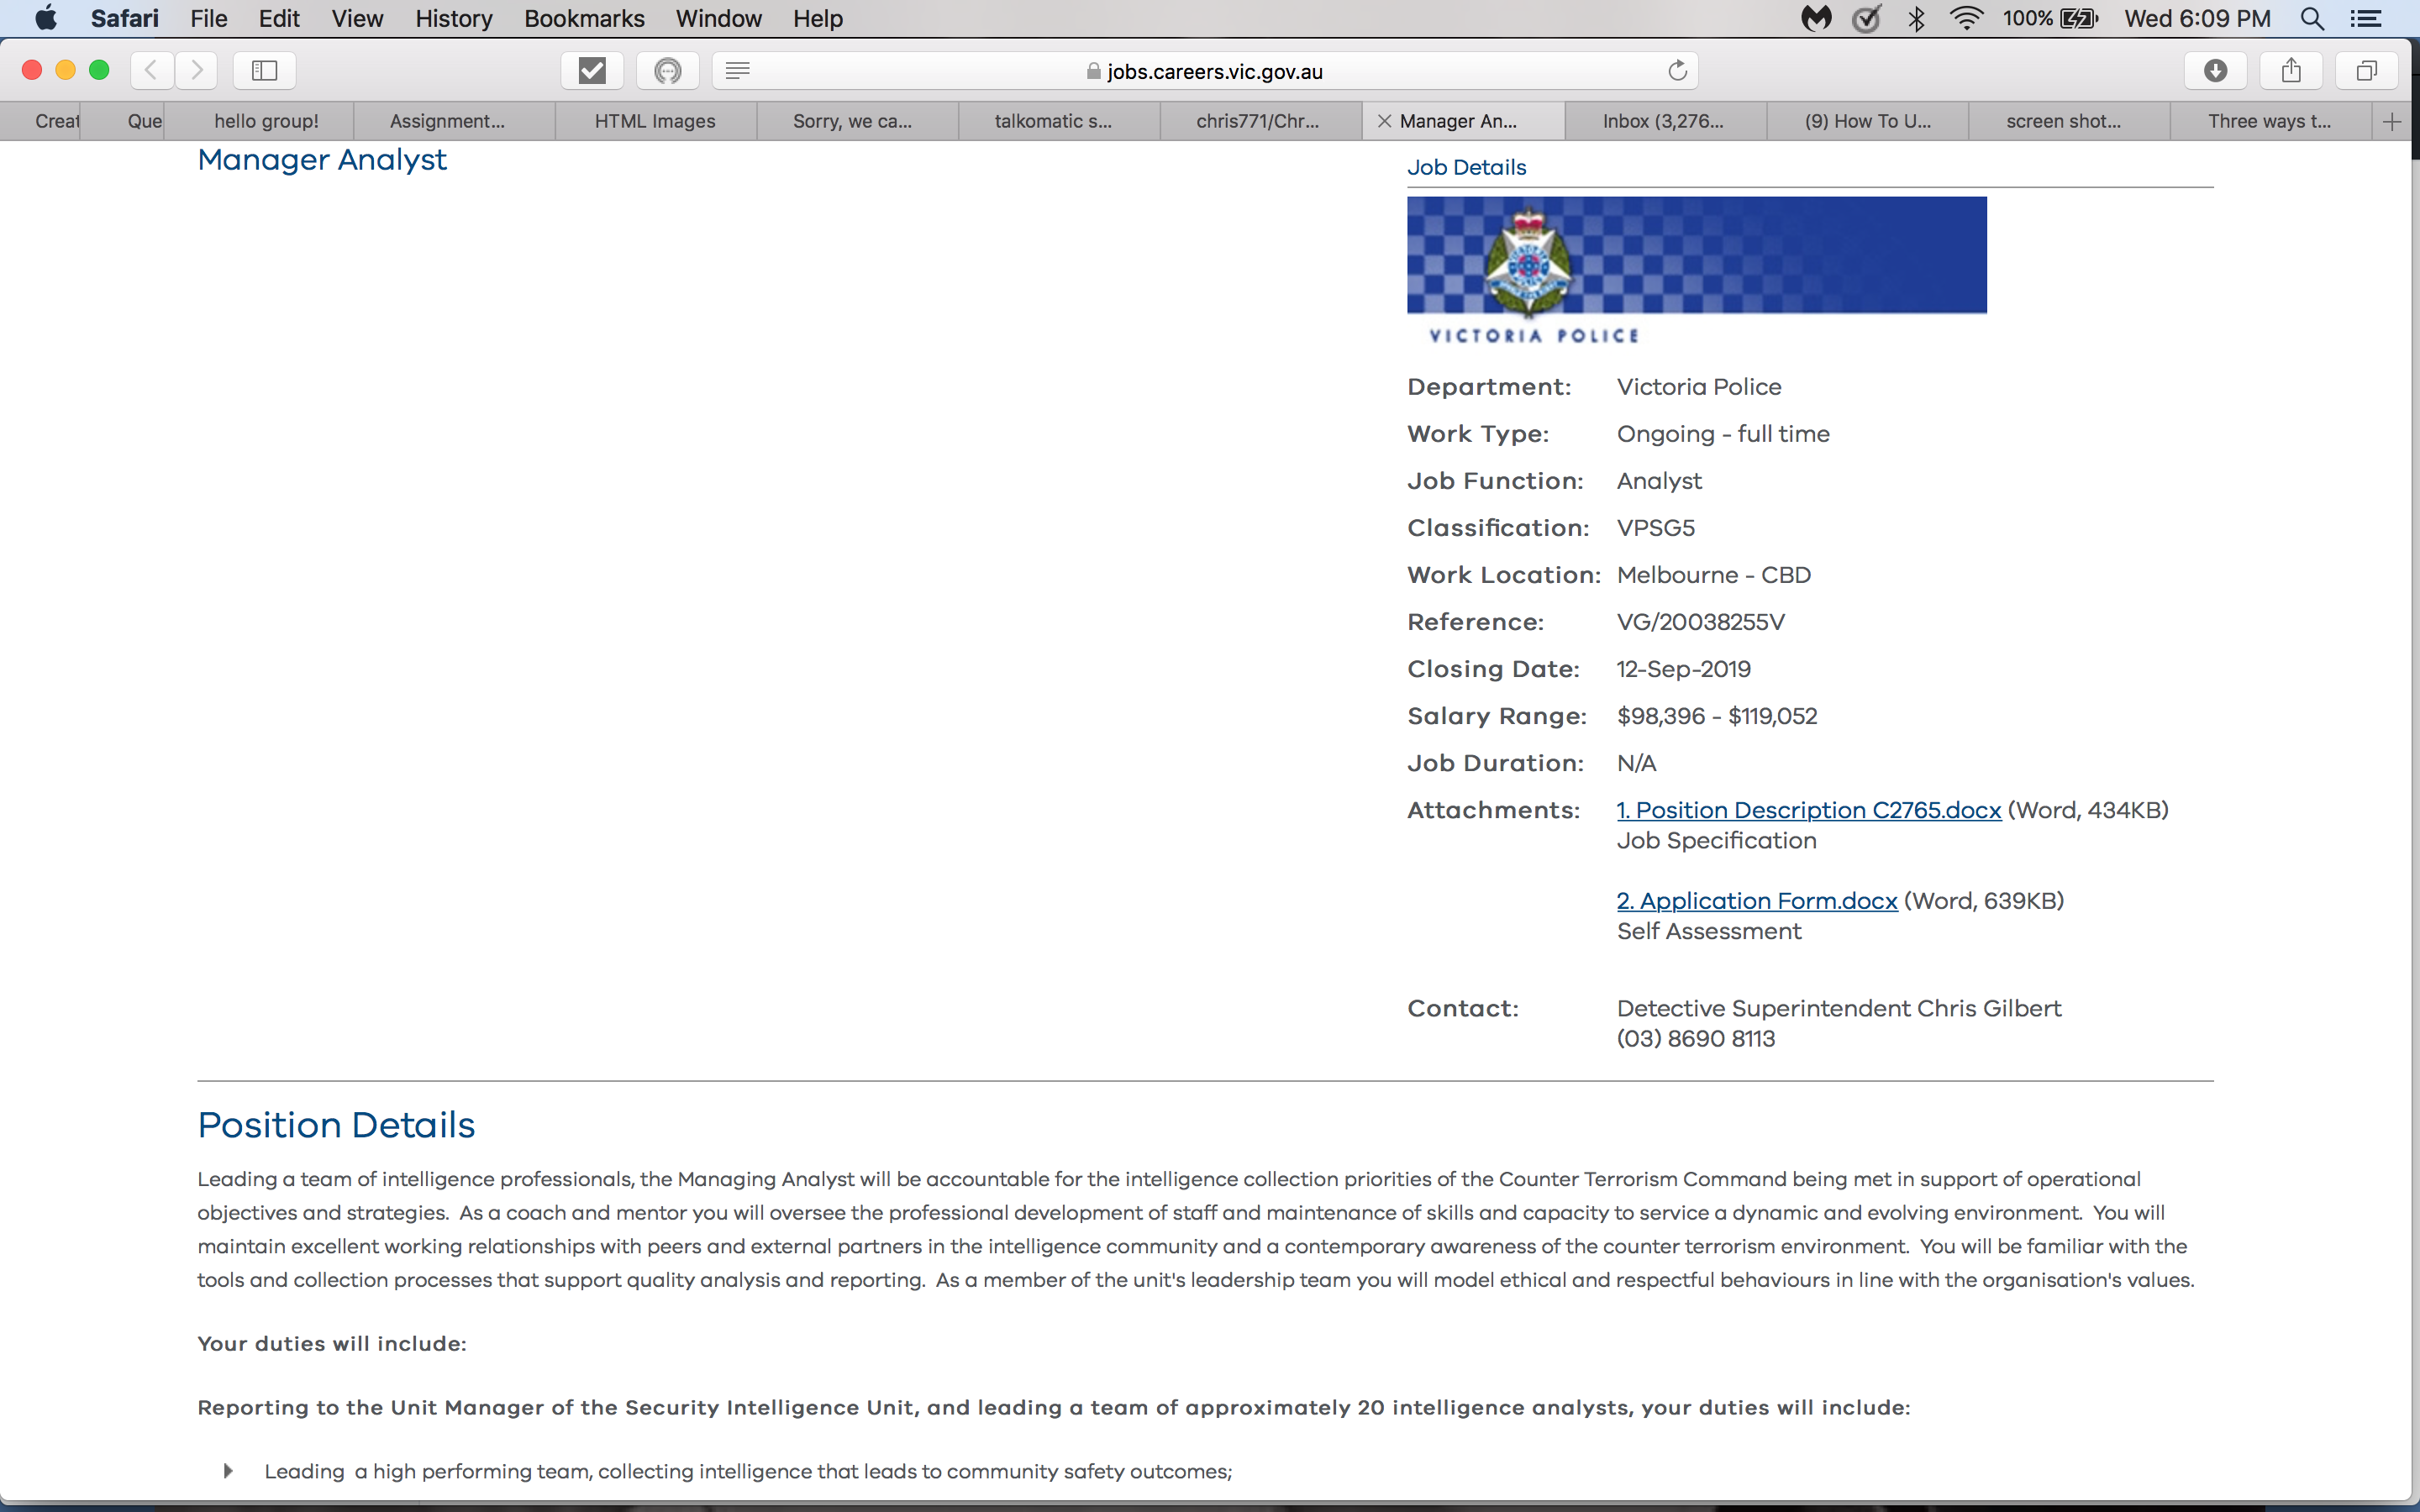 Safari File Edit View History Bookmarks Window Help 100% Wed 6:09 PM
jobs.careers.vic.gov.au
Creat Que hello group! Assignment... HTML Images Sorry, we ca... talkomatic s... chris771/Chr... Manager An... Inbox (3,276... (9) How To U... screen shot... Three ways t...
Manager Analyst
Job Details
VICTORIA POLICE
Department: Victoria Police
Work Type: Ongoing - full time
Job Function: Analyst
Classification: VPSG5
Work Location: Melbourne - CBD
Reference: VG/20038255V
Closing Date: 12-Sep-2019
Salary Range: $98,396 - $119,052
Job Duration: N/A
Attachments: 1. Position Description C2765.docx (Word, 434KB)
Job Specification
2. Application Form.docx (Word, 639KB)
Self Assessment
Contact: Detective Superintendent Chris Gilbert
(03) 8690 8113
Position Details
Leading a team of intelligence professionals, the Managing Analyst will be accountable for the intelligence collection priorities of the Counter Terrorism Command being met in support of operational
objectives and strategies.  As a coach and mentor you will oversee the professional development of staff and maintenance of skills and capacity to service a dynamic and evolving environment.  You will
maintain excellent working relationships with peers and external partners in the intelligence community and a contemporary awareness of the counter terrorism environment.  You will be familiar with the
tools and collection processes that support quality analysis and reporting.  As a member of the unit's leadership team you will model ethical and respectful behaviours in line with the organisation's values.
Your duties will include:
Reporting to the Unit Manager of the Security Intelligence Unit, and leading a team of approximately 20 intelligence analysts, your duties will include:
Leading  a high performing team, collecting intelligence that leads to community safety outcomes;